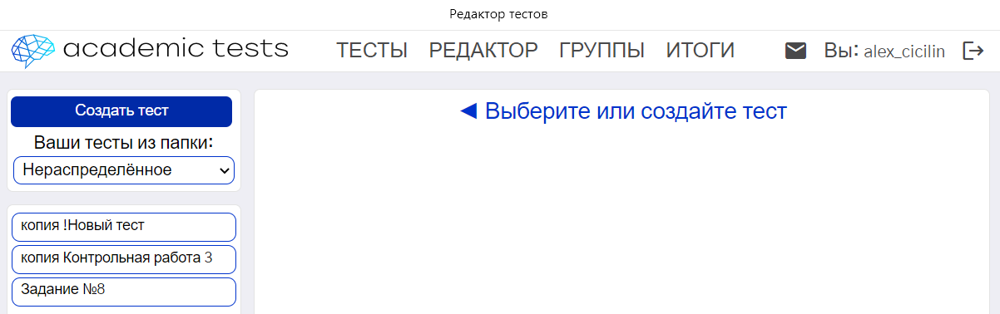 Редактор тестов
academic tests
ТЕСТЫ РЕДАКТОР ГРУППЫ ИТОГИ Вы: alex_cicilin
Создать тест
Ваши тесты из папки:
Нераспределённое
◄ Выберите или создайте тест
копия !Новый тест
копия Контрольная работа 3
Задание №8